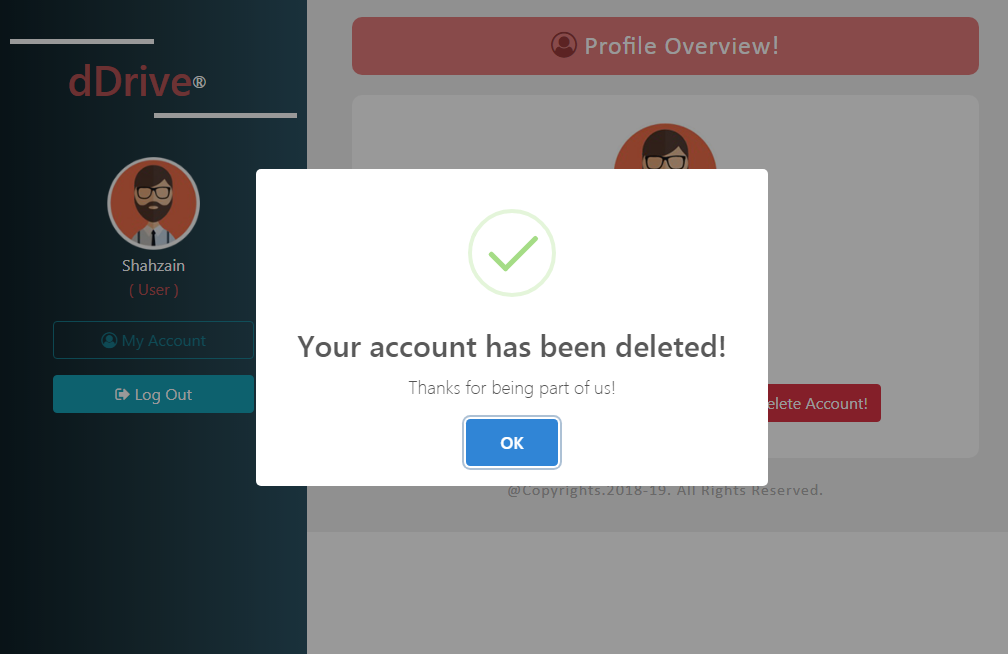 dDrive®
Shahzain
( User )
My Account
Log Out
Profile Overview!
Your account has been deleted!
Thanks for being part of us!
OK
elete Account!
@Copyrights.2018-19. All Rights Reserved.